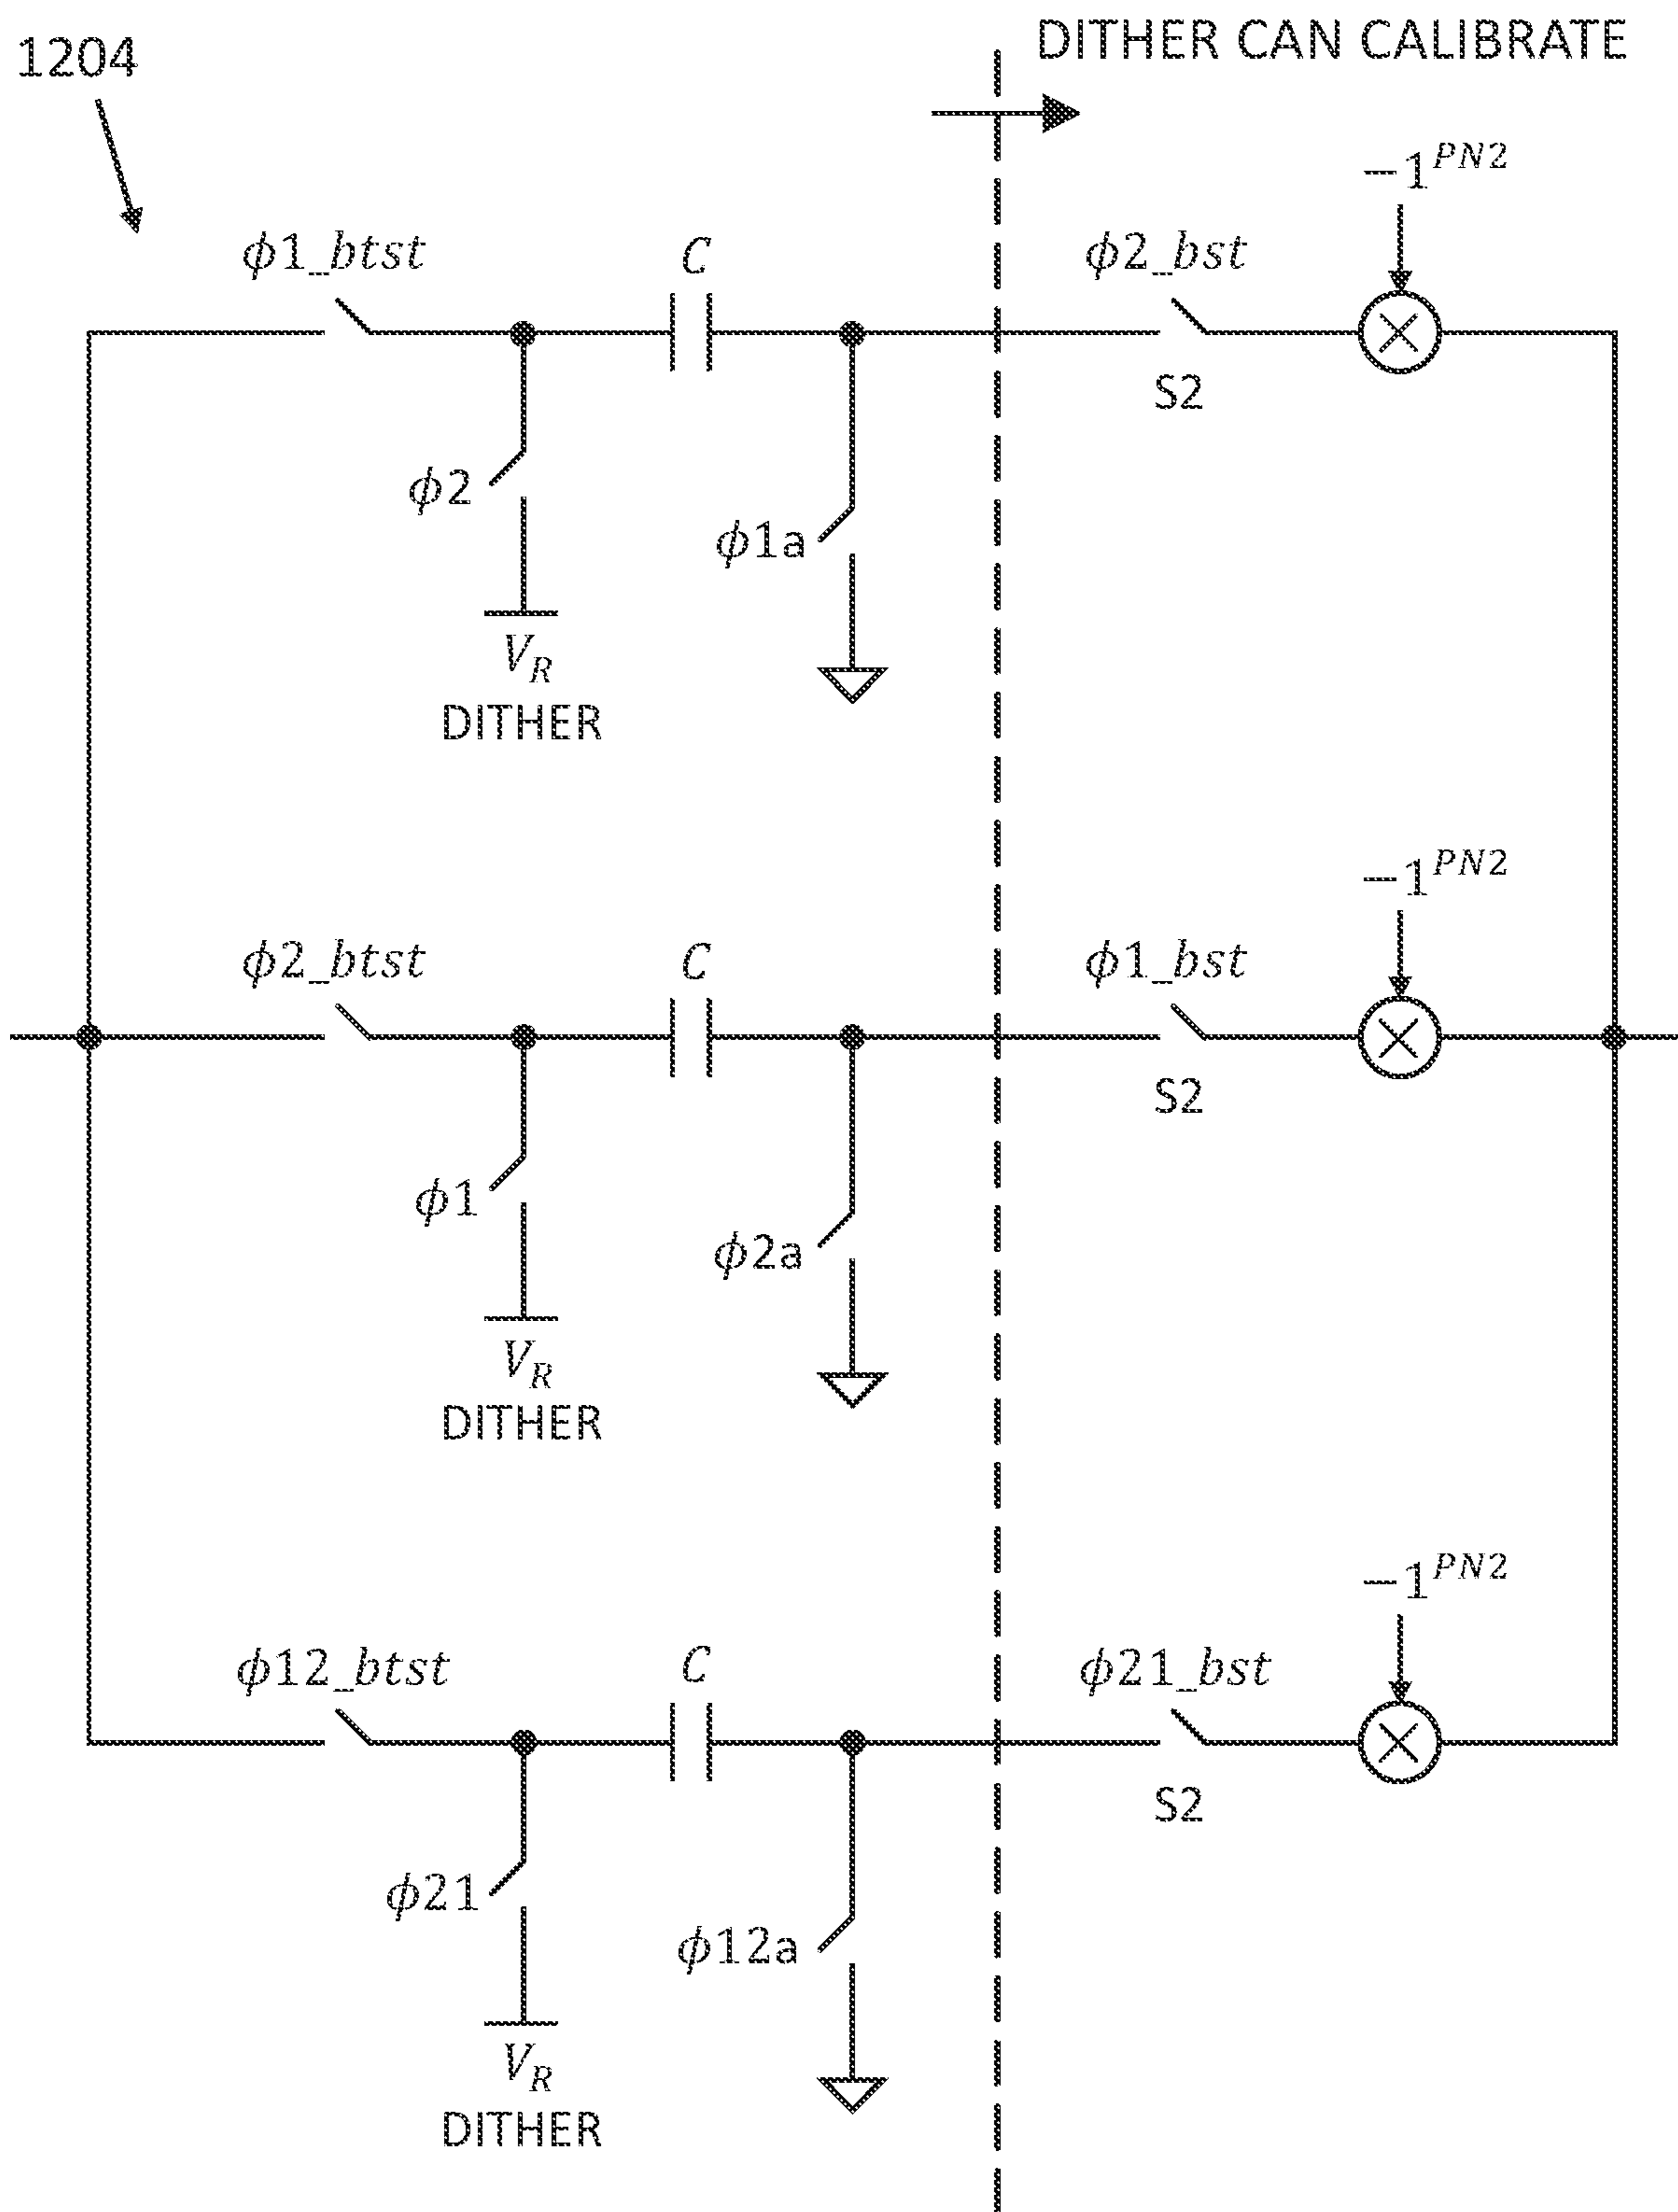 1204
DITHER CAN CALIBRATE
−1^PN2
ϕ1_btst
C
ϕ2_bst
S2
ϕ2
ϕ1a
V_R
DITHER
−1^PN2
ϕ2_btst
C
ϕ1_bst
S2
ϕ1
ϕ2a
V_R
DITHER
−1^PN2
ϕ12_btst
C
ϕ21_bst
S2
ϕ21
ϕ12a
V_R
DITHER